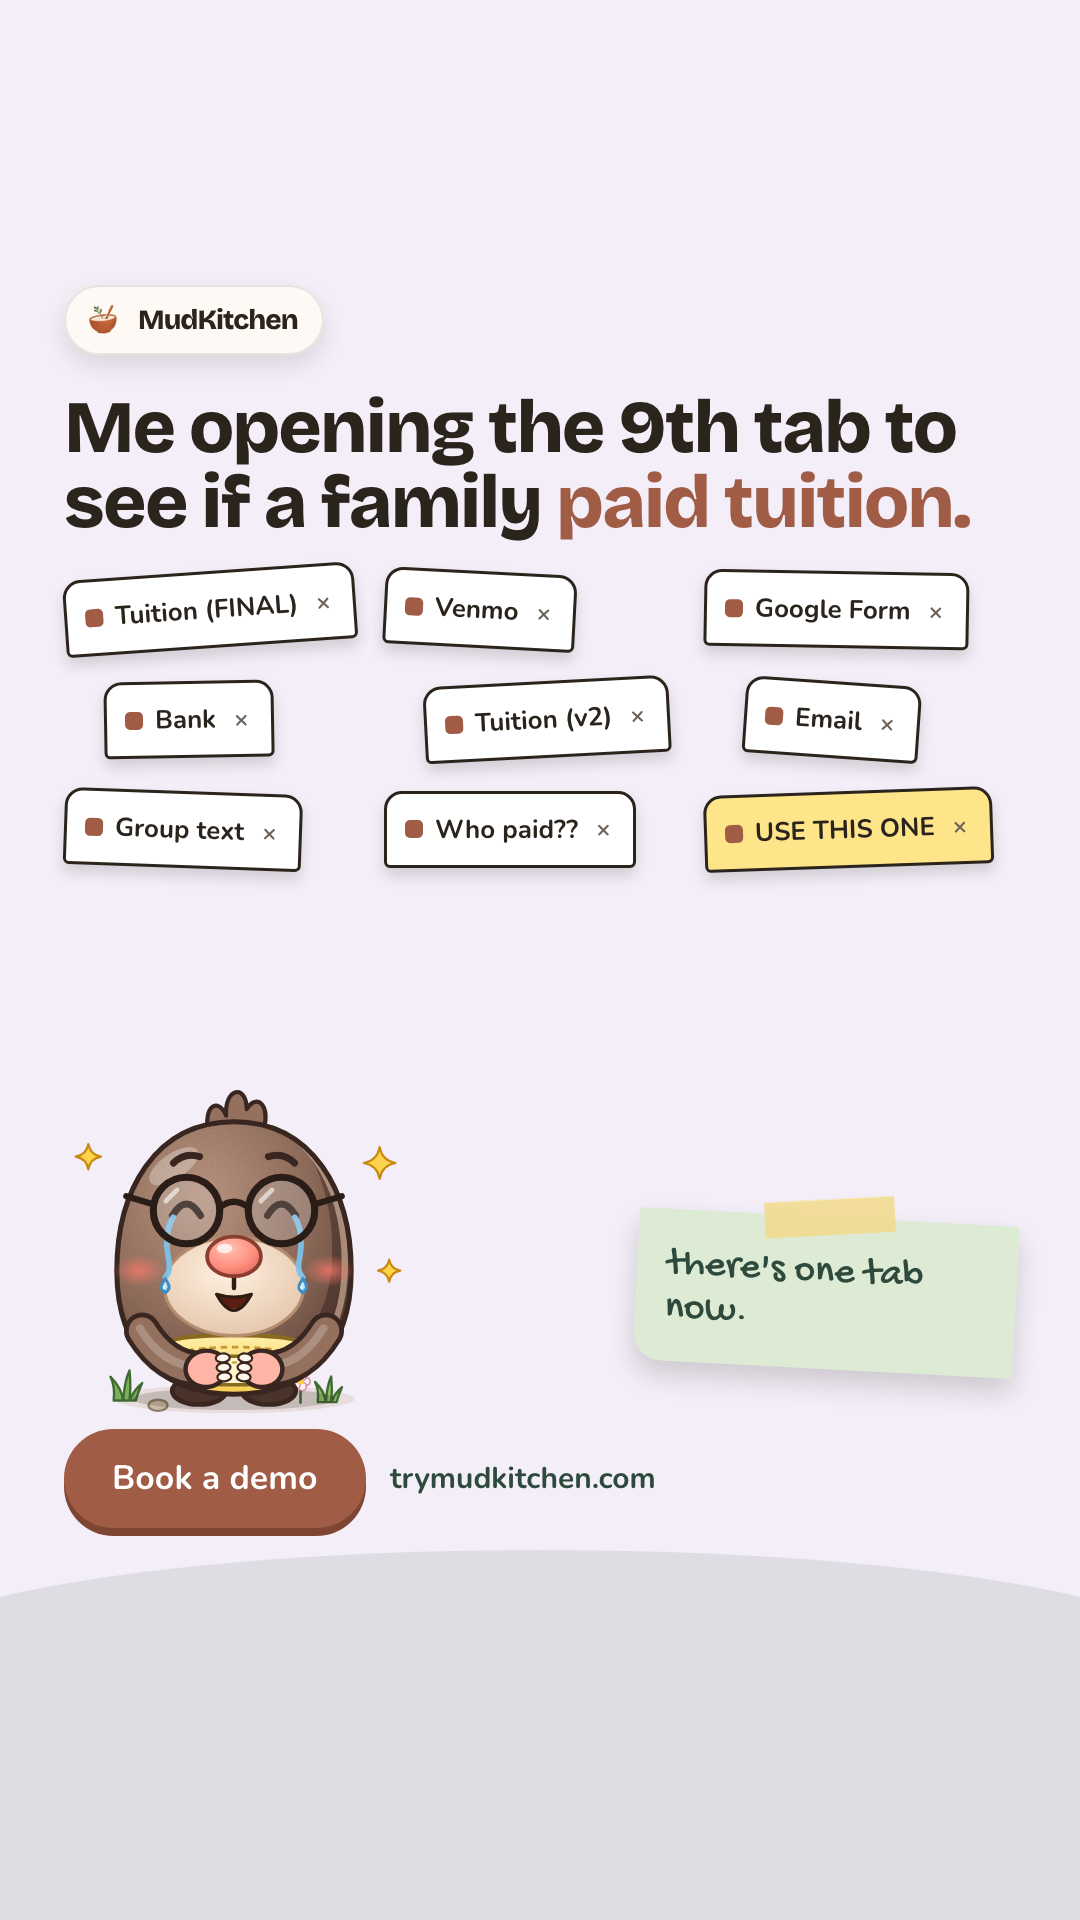 MudKitchen
Me opening the 9th tab to
see if a family paid tuition.
Tuition (FINAL) ×
Venmo ×
Google Form ×
Bank ×
Tuition (v2) ×
Email ×
Group text ×
Who paid?? ×
USE THIS ONE ×
there's one tab
now.
Book a demo
trymudkitchen.com